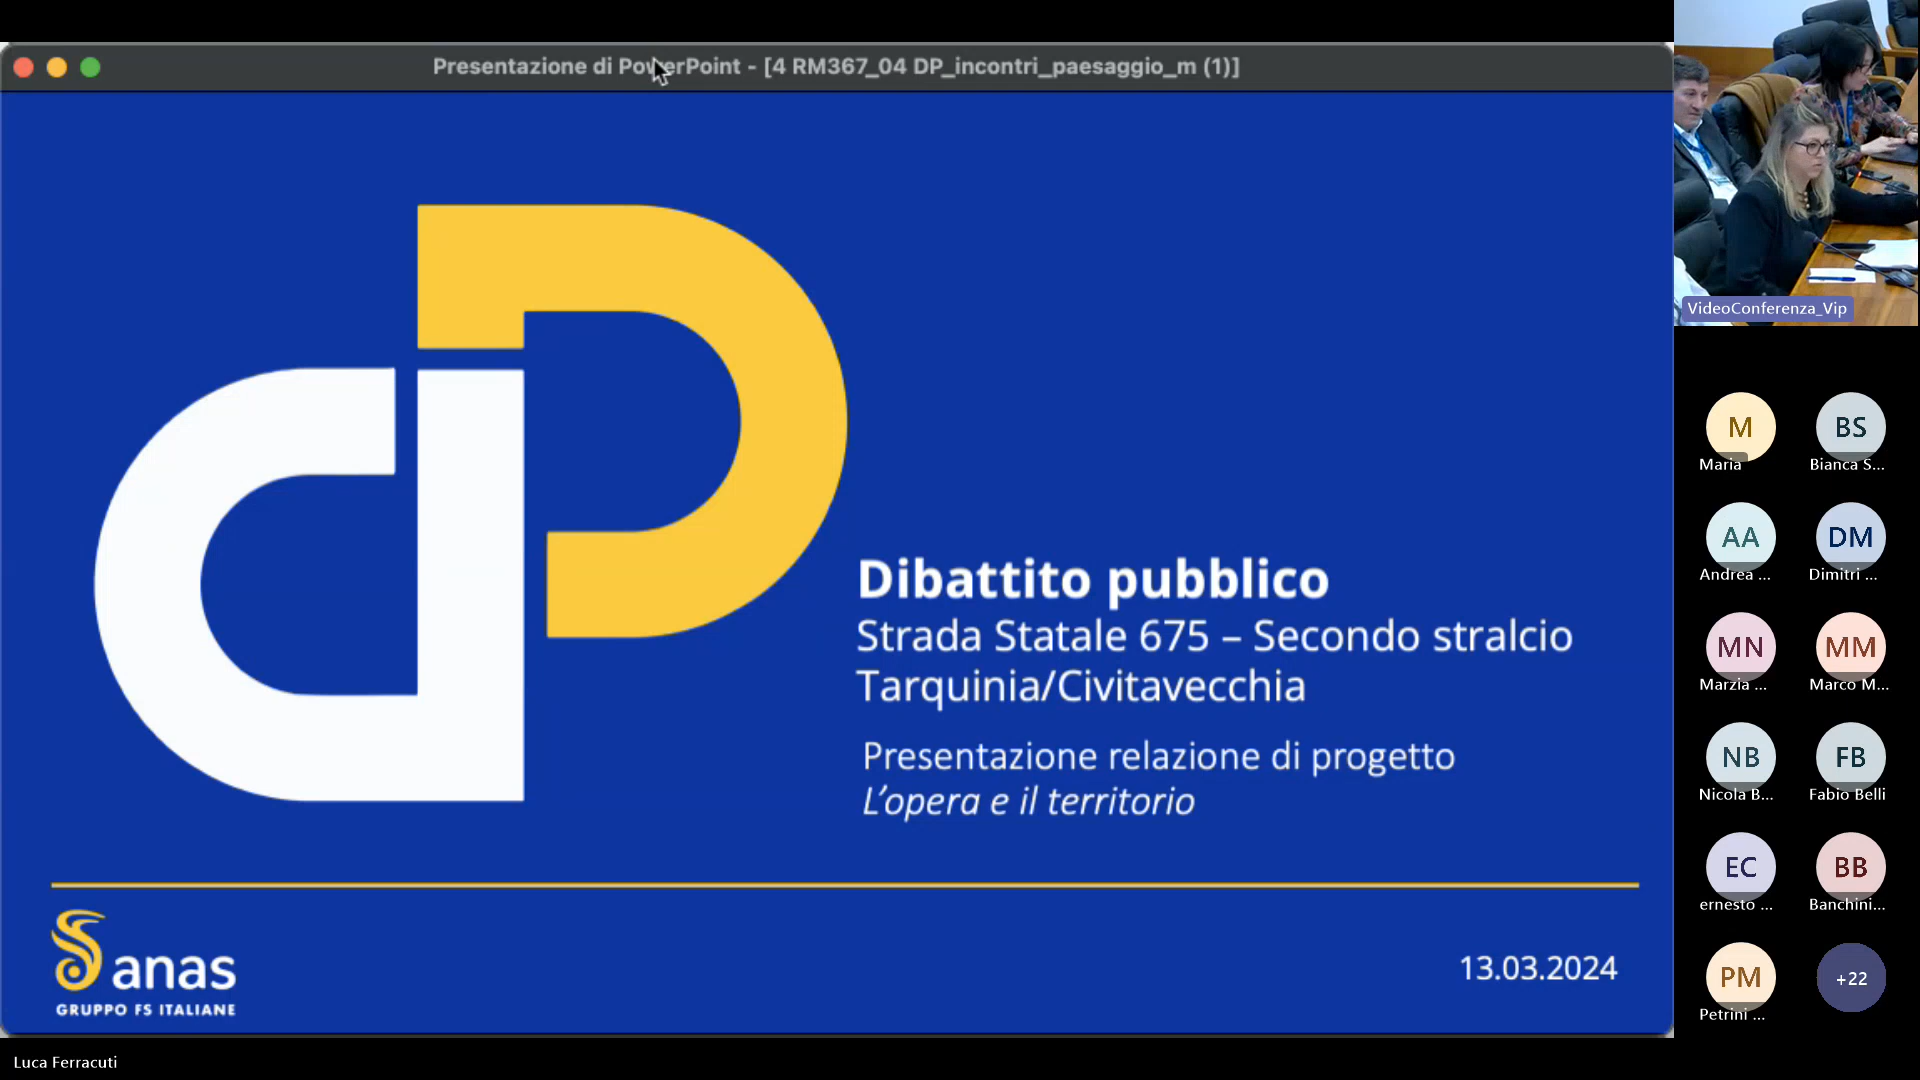 Presentazione di PowerPoint - [4 RM367_04 DP_incontri_paesaggio_m (1)]
Dibattito pubblico
Strada Statale 675 – Secondo stralcio
Tarquinia/Civitavecchia
Presentazione relazione di progetto
L’opera e il territorio
anas
GRUPPO FS ITALIANE
13.03.2024
Luca Ferracuti
VideoConferenza_Vip
M
Maria
BS
Bianca S...
AA
Andrea ...
DM
Dimitri ...
MN
Marzia ...
MM
Marco M...
NB
Nicola B...
FB
Fabio Belli
EC
ernesto ...
BB
Banchini...
PM
Petrini ...
+22